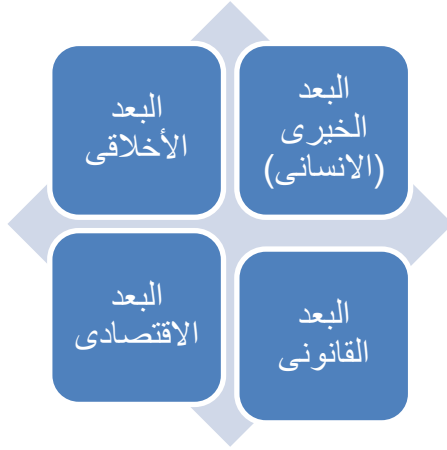 البعد
الخيرى
(الانسانى)
البعد
الأخلاقى
البعد
القانونى
البعد
الاقتصادى